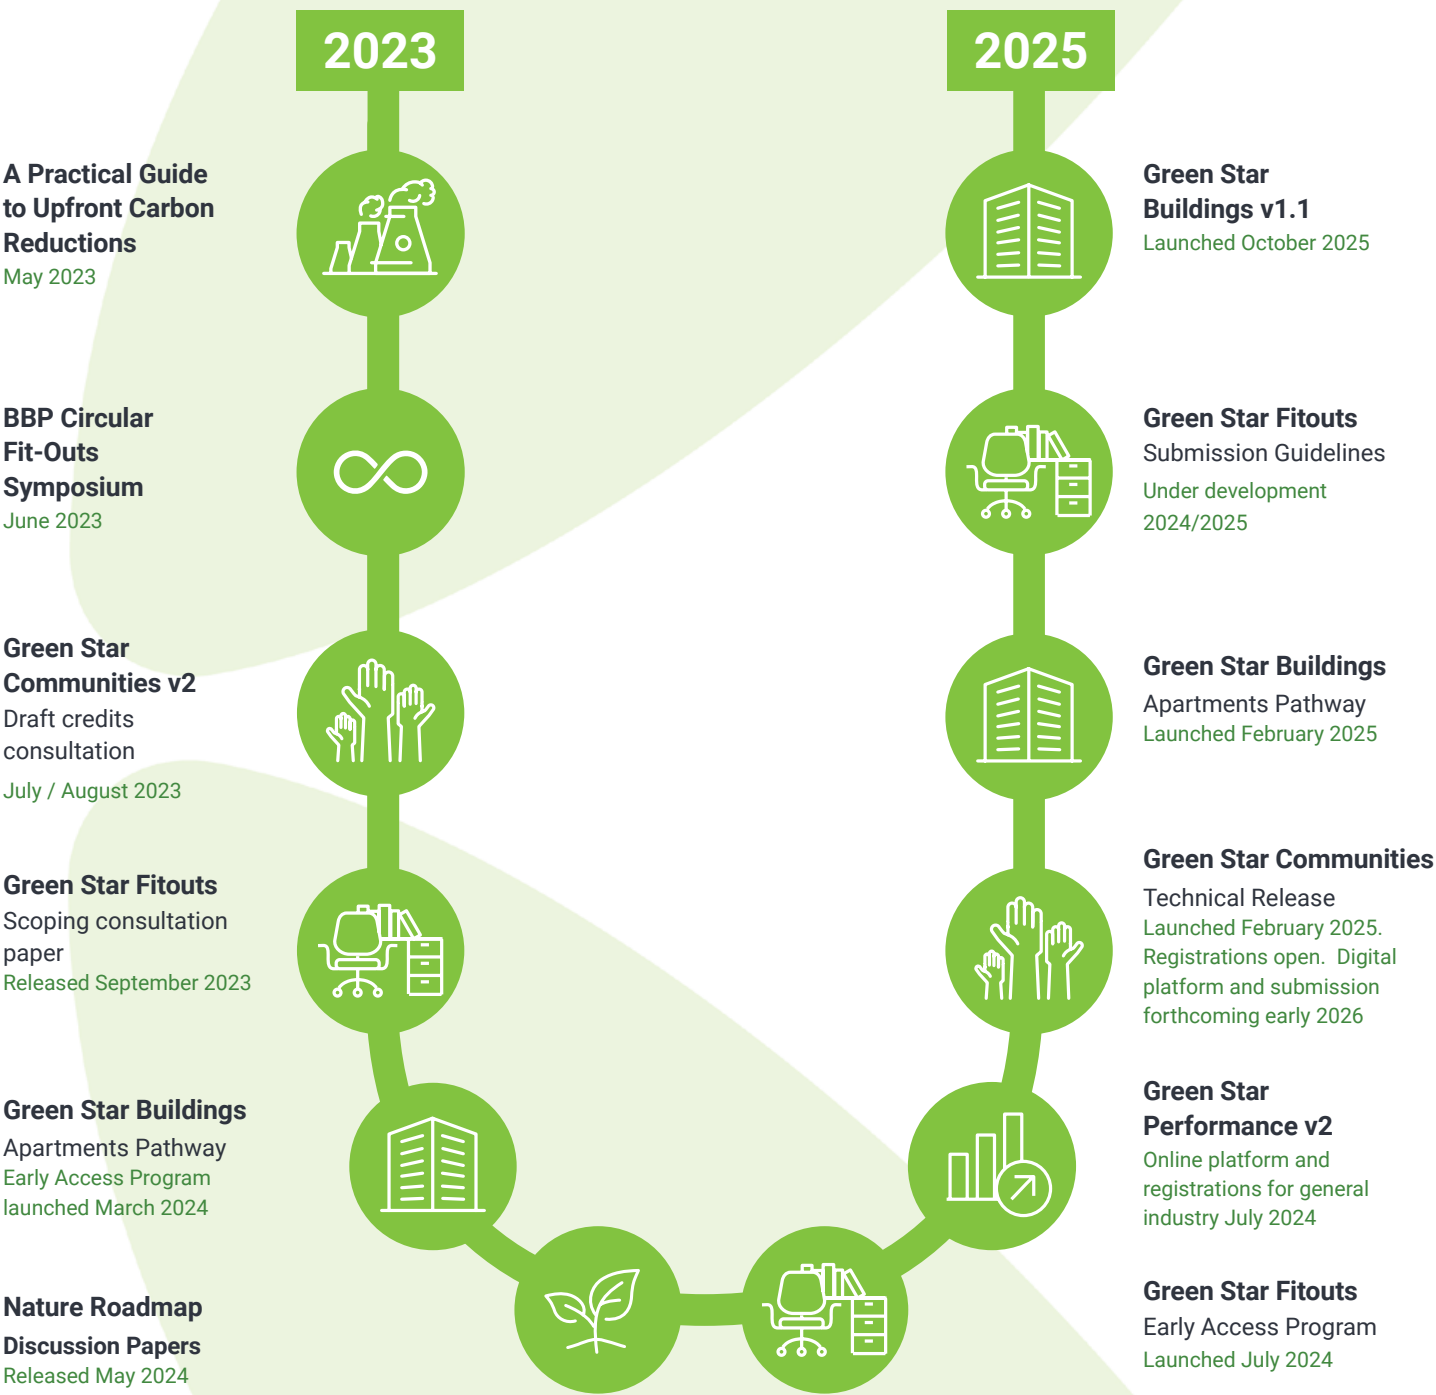 2023
A Practical Guide
to Upfront Carbon
Reductions
May 2023
BBP Circular
Fit-Outs
Symposium
June 2023
Green Star
Communities v2
Draft credits
consultation
July / August 2023
Green Star Fitouts
Scoping consultation
paper
Released September 2023
Green Star Buildings
Apartments Pathway
Early Access Program
launched March 2024
Nature Roadmap
Discussion Papers
Released May 2024
2025
Green Star
Buildings v1.1
Launched October 2025
Green Star Fitouts
Submission Guidelines
Under development
2024/2025
Green Star Buildings
Apartments Pathway
Launched February 2025
Green Star Communities
Technical Release
Launched February 2025.
Registrations open.  Digital
platform and submission
forthcoming early 2026
Green Star
Performance v2
Online platform and
registrations for general
industry July 2024
Green Star Fitouts
Early Access Program
Launched July 2024